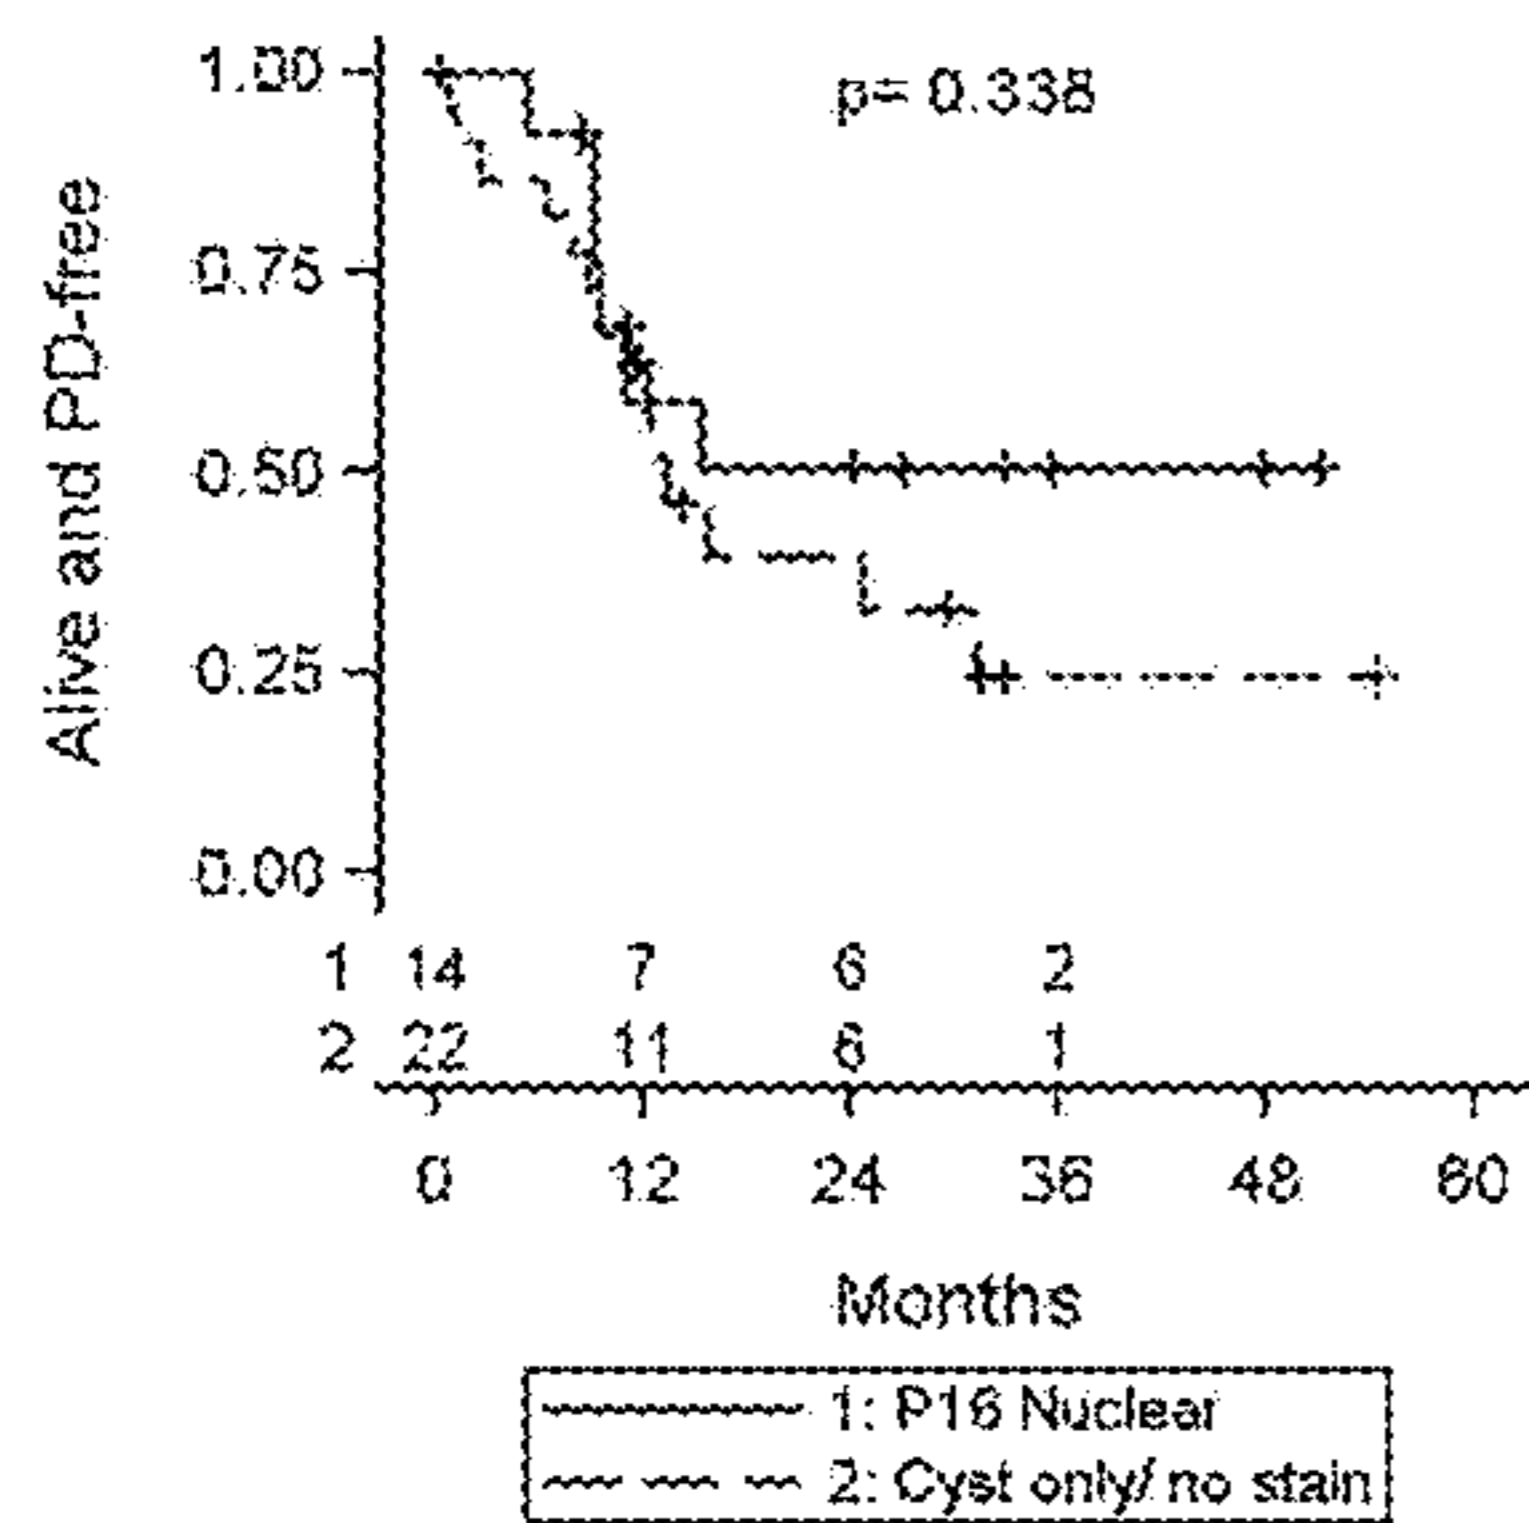 1.00
p= 0.338
0.75
0.50
0.25
0.00
Alive and PD-free
1 14 7 6 2
2 22 11 6 1
0 12 24 36 48 60
Months
1: P16 Nuclear
2: Cyst only/ no stain